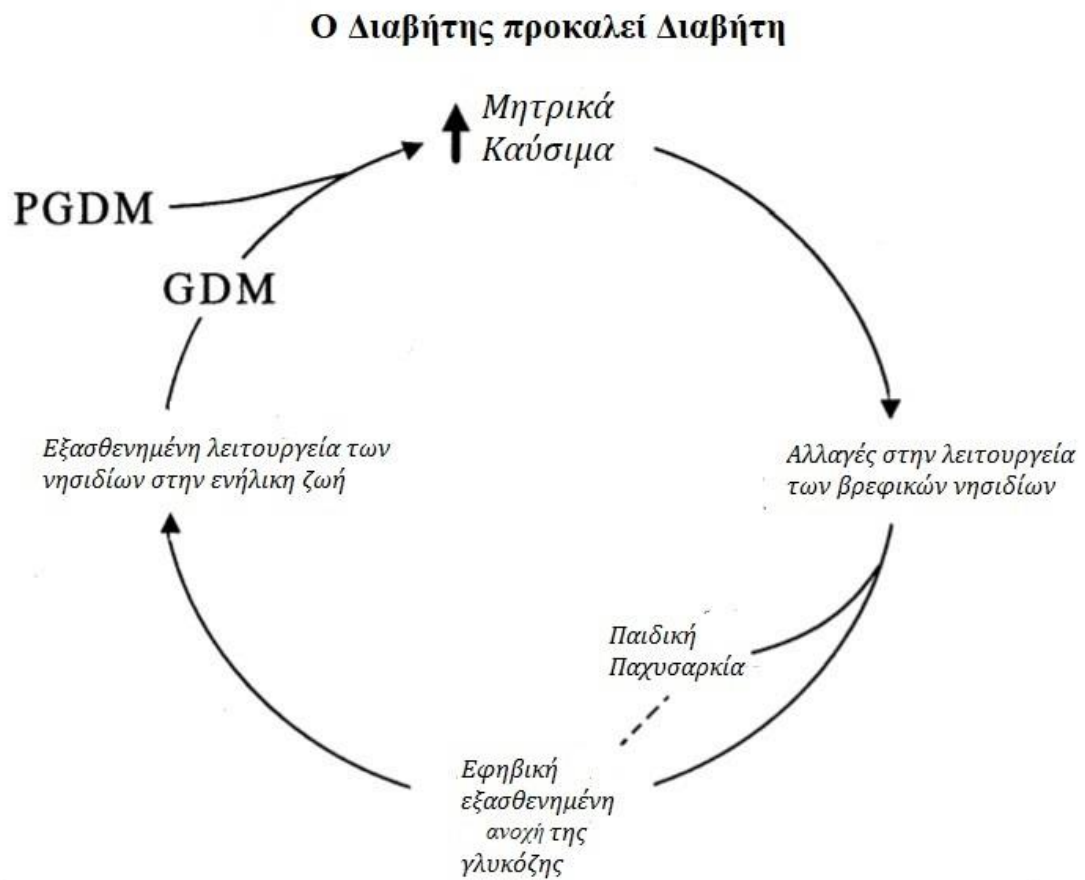 Ο Διαβήτης προκαλεί Διαβήτη
Μητρικά
Καύσιμα
PGDM
GDM
Εξασθενημένη λειτουργεία των
νησιδίων στην ενήλικη ζωή
Αλλαγές στην λειτουργεία
των βρεφικών νησιδίων
Παιδική
Παχυσαρκία
Εφηβική
εξασθενημένη
ανοχή της
γλυκόζης